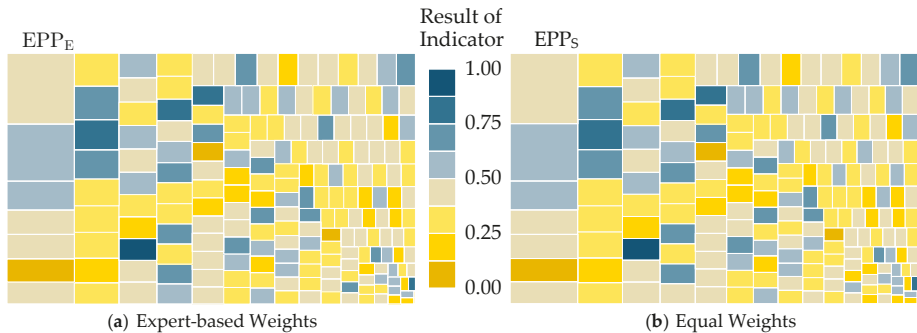 EPP_E
Result of
Indicator
EPP_S
1.00
0.75
0.50
0.25
0.00
(a) Expert-based Weights
(b) Equal Weights